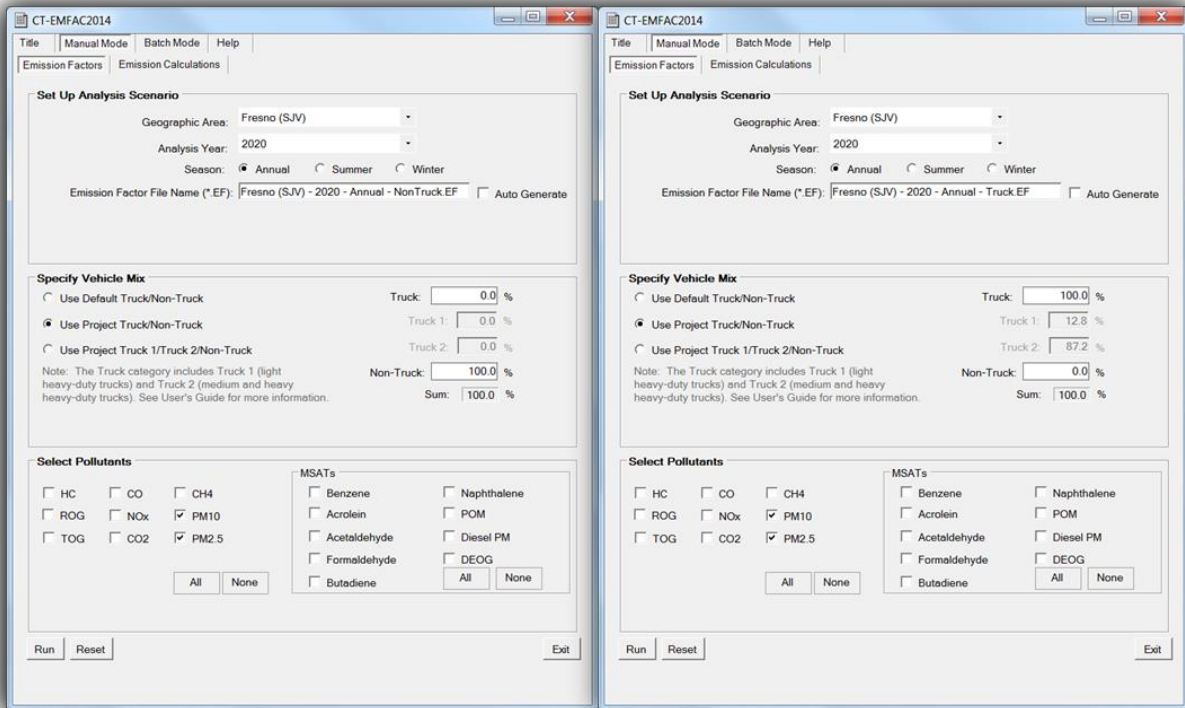 CT-EMFAC2014
Title Manual Mode Batch Mode Help
Emission Factors Emission Calculations
Set Up Analysis Scenario
Geographic Area: Fresno (SJV)
Analysis Year: 2020
Season: Annual Summer Winter
Emission Factor File Name (*.EF): Fresno (SJV) - 2020 - Annual - NonTruck.EF Auto Generate
Specify Vehicle Mix
Use Default Truck/Non-Truck Truck: 0.0 %
Use Project Truck/Non-Truck Truck 1: 0.0 %
Use Project Truck 1/Truck 2/Non-Truck Truck 2: 0.0 %
Note: The Truck category includes Truck 1 (light
heavy-duty trucks) and Truck 2 (medium and heavy
heavy-duty trucks). See User's Guide for more information.
Non-Truck: 100.0 %
Sum: 100.0 %
Select Pollutants
HC CO CH4
ROG NOx PM10
TOG CO2 PM2.5
All None
MSATs
Benzene Naphthalene
Acrolein POM
Acetaldehyde Diesel PM
Formaldehyde DEOG
Butadiene All None
Run Reset Exit
CT-EMFAC2014
Title Manual Mode Batch Mode Help
Emission Factors Emission Calculations
Set Up Analysis Scenario
Geographic Area: Fresno (SJV)
Analysis Year: 2020
Season: Annual Summer Winter
Emission Factor File Name (*.EF): Fresno (SJV) - 2020 - Annual - Truck.EF Auto Generate
Specify Vehicle Mix
Use Default Truck/Non-Truck Truck: 100.0 %
Use Project Truck/Non-Truck Truck 1: 12.8 %
Use Project Truck 1/Truck 2/Non-Truck Truck 2: 87.2 %
Note: The Truck category includes Truck 1 (light
heavy-duty trucks) and Truck 2 (medium and heavy
heavy-duty trucks). See User's Guide for more information.
Non-Truck: 0.0 %
Sum: 100.0 %
Select Pollutants
HC CO CH4
ROG NOx PM10
TOG CO2 PM2.5
All None
MSATs
Benzene Naphthalene
Acrolein POM
Acetaldehyde Diesel PM
Formaldehyde DEOG
Butadiene All None
Run Reset Exit